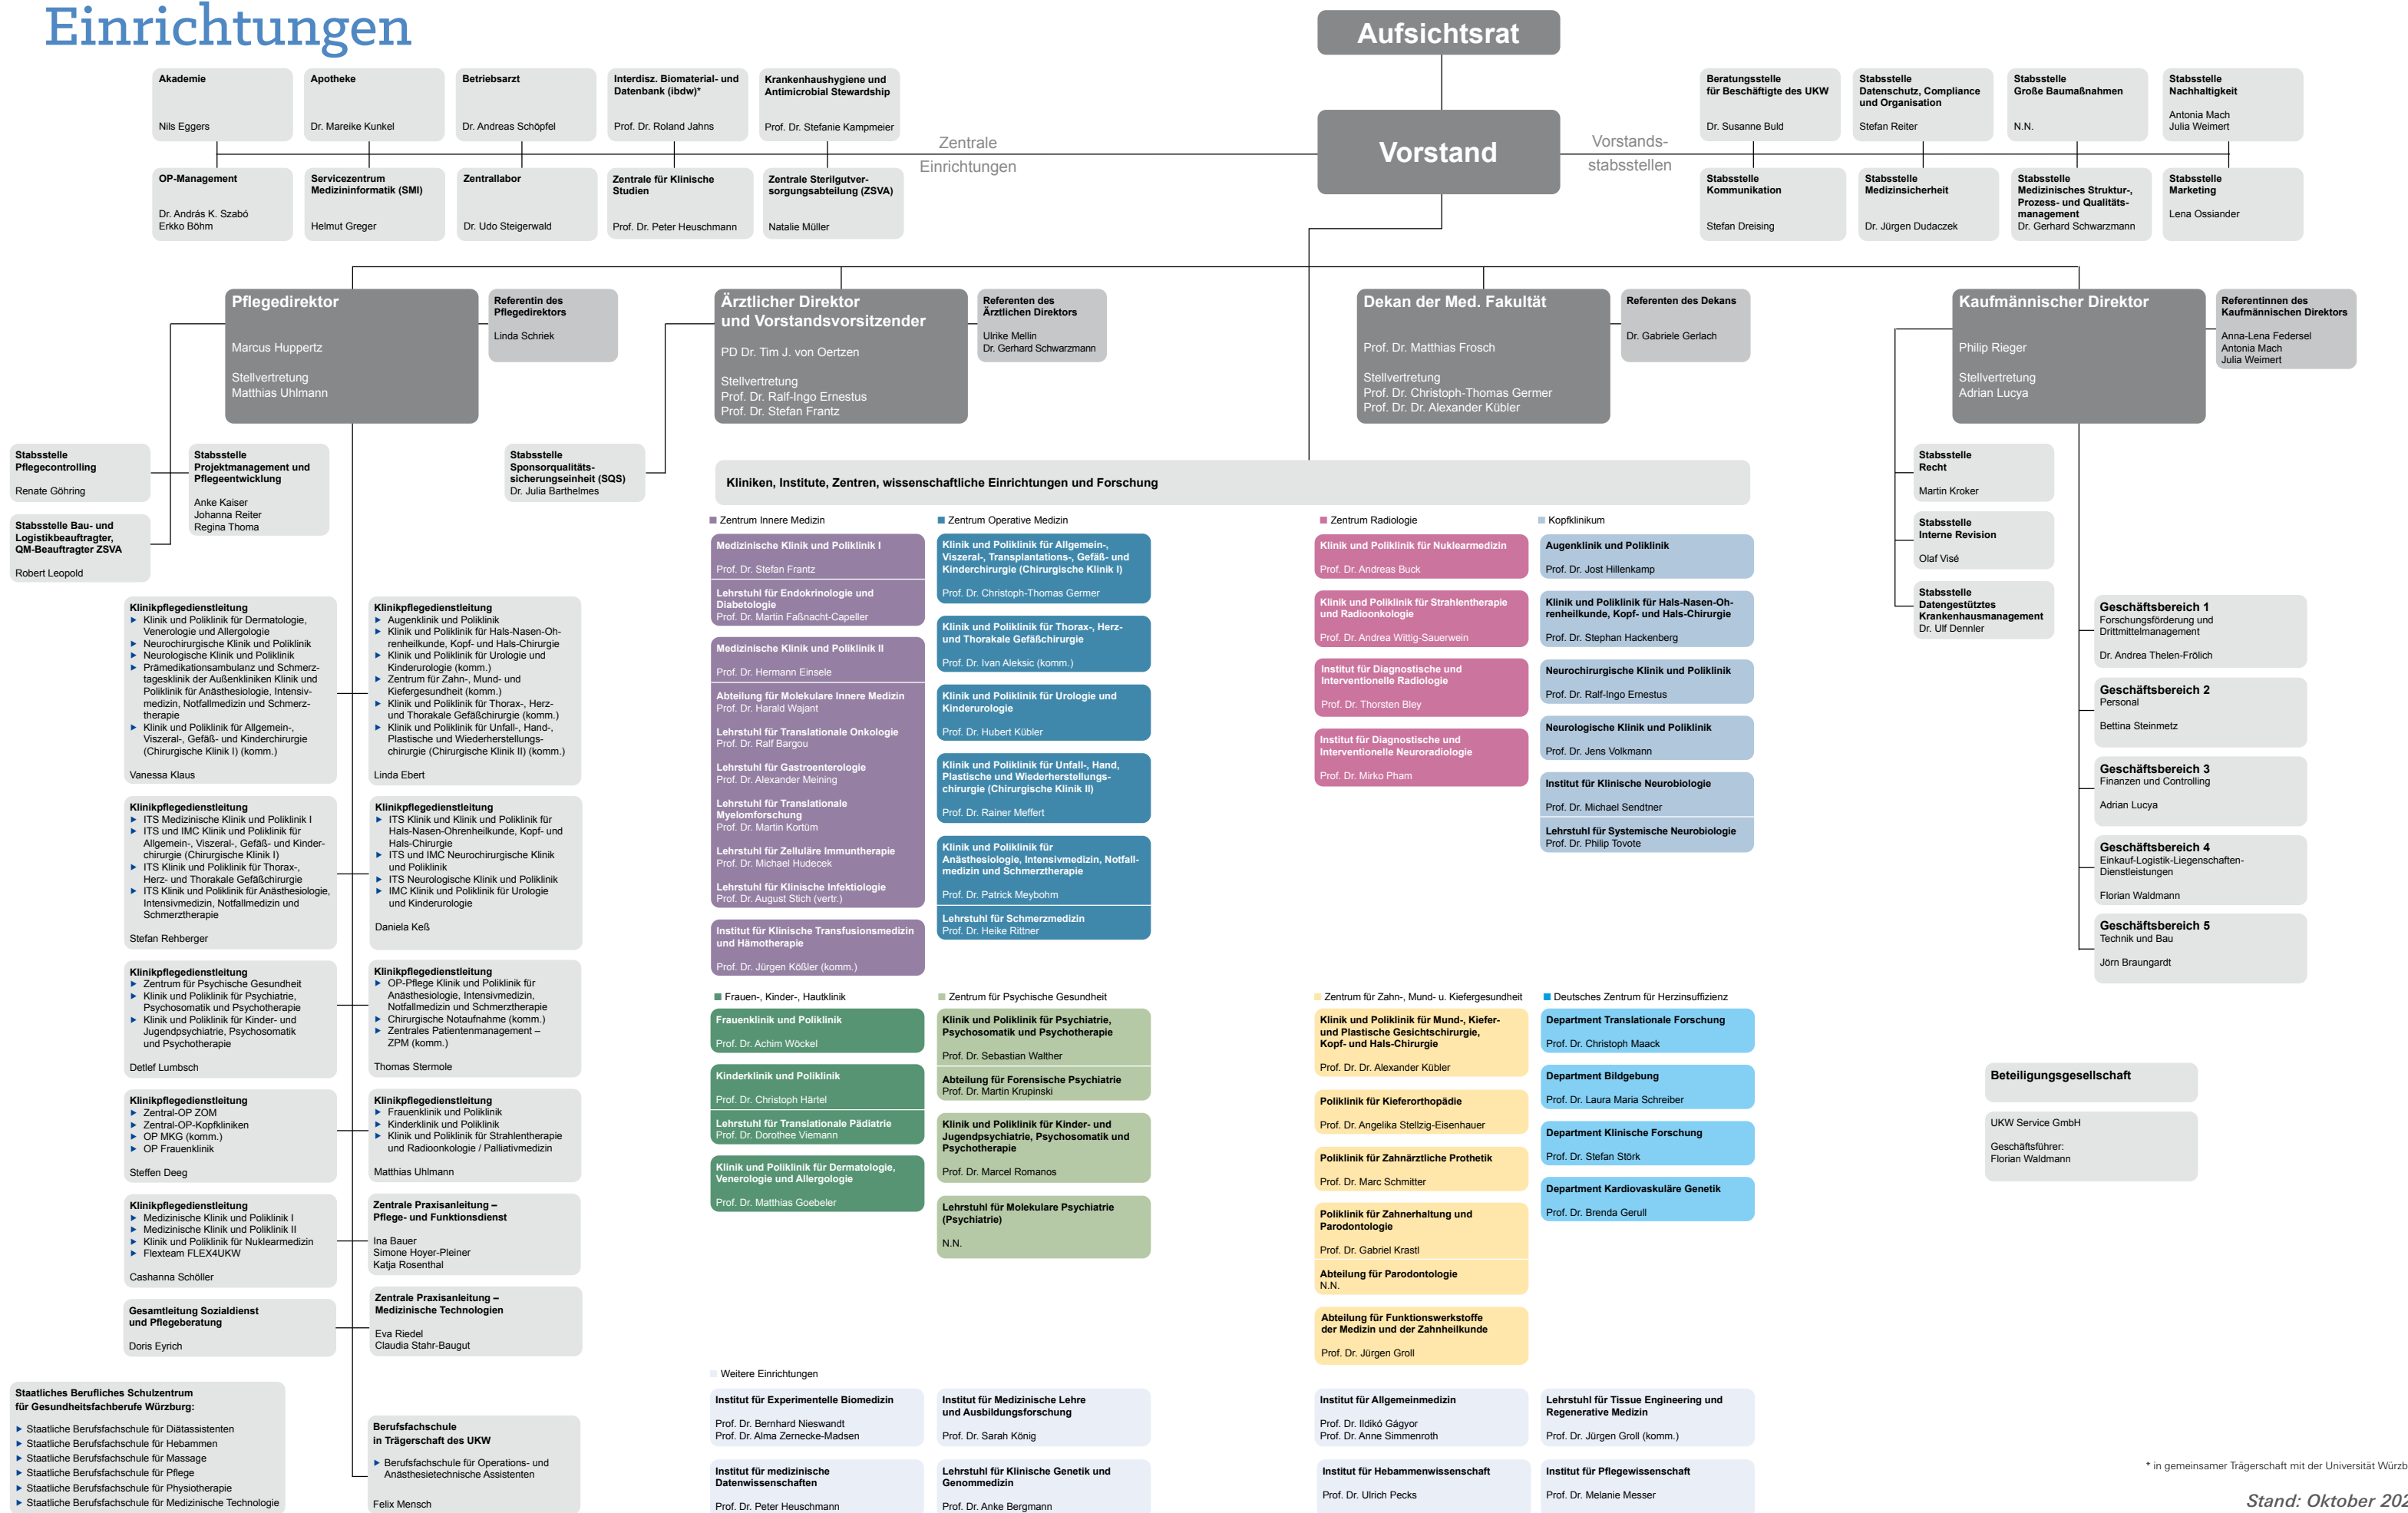 Einrichtungen
Aufsichtsrat
Vorstand
Zentrale
Einrichtungen
Vorstands-
stabsstellen
Akademie
Nils Eggers
Apotheke
Dr. Mareike Kunkel
Betriebsarzt
Dr. Andreas Schöpfel
Interdisz. Biomaterial- und
Datenbank (ibdw)*
Prof. Dr. Roland Jahns
Krankenhaushygiene und
Antimicrobial Stewardship
Prof. Dr. Stefanie Kampmeier
OP-Management
Dr. András K. Szabó
Erkko Böhm
Servicezentrum
Medizininformatik (SMI)
Helmut Greger
Zentrallabor
Dr. Udo Steigerwald
Zentrale für Klinische
Studien
Prof. Dr. Peter Heuschmann
Zentrale Sterilgutver-
sorgungsabteilung (ZSVA)
Natalie Müller
Beratungsstelle
für Beschäftigte des UKW
Dr. Susanne Buld
Stabsstelle
Datenschutz, Compliance
und Organisation
Stefan Reiter
Stabsstelle
Große Baumaßnahmen
N.N.
Stabsstelle
Nachhaltigkeit
Antonia Mach
Julia Weimert
Stabsstelle
Kommunikation
Stefan Dreising
Stabsstelle
Medizinsicherheit
Dr. Jürgen Dudaczek
Stabsstelle
Medizinisches Struktur-,
Prozess- und Qualitäts-
management
Dr. Gerhard Schwarzmann
Stabsstelle
Marketing
Lena Ossiander
Pflegedirektor
Marcus Huppertz
Stellvertretung
Matthias Uhlmann
Referentin des
Pflegedirektors
Linda Schriek
Ärztlicher Direktor
und Vorstandsvorsitzender
PD Dr. Tim J. von Oertzen
Stellvertretung
Prof. Dr. Ralf-Ingo Ernestus
Prof. Dr. Stefan Frantz
Referenten des
Ärztlichen Direktors
Ulrike Mellin
Dr. Gerhard Schwarzmann
Dekan der Med. Fakultät
Prof. Dr. Matthias Frosch
Stellvertretung
Prof. Dr. Christoph-Thomas Germer
Prof. Dr. Dr. Alexander Kübler
Referenten des Dekans
Dr. Gabriele Gerlach
Kaufmännischer Direktor
Philip Rieger
Stellvertretung
Adrian Lucya
Referentinnen des
Kaufmännischen Direktors
Anna-Lena Federsel
Antonia Mach
Julia Weimert
Stabsstelle
Pflegecontrolling
Renate Göhring
Stabsstelle
Projektmanagement und
Pflegeentwicklung
Anke Kaiser
Johanna Reiter
Regina Thoma
Stabsstelle Bau- und
Logistikbeauftragter,
QM-Beauftragter ZSVA
Robert Leopold
Stabsstelle
Sponsorqualitäts-
sicherungseinheit (SQS)
Dr. Julia Barthelmes
Stabsstelle
Recht
Martin Kroker
Stabsstelle
Interne Revision
Olaf Visé
Stabsstelle
Datengestütztes
Krankenhausmanagement
Dr. Ulf Dennler
Geschäftsbereich 1
Forschungsförderung und
Drittmittelmanagement
Dr. Andrea Thelen-Frölich
Geschäftsbereich 2
Personal
Bettina Steinmetz
Geschäftsbereich 3
Finanzen und Controlling
Adrian Lucya
Geschäftsbereich 4
Einkauf-Logistik-Liegenschaften-
Dienstleistungen
Florian Waldmann
Geschäftsbereich 5
Technik und Bau
Jörn Braungardt
Klinikpflegedienstleitung
Klinik und Poliklinik für Dermatologie,
Venerologie und Allergologie
Neurochirurgische Klinik und Poliklinik
Neurologische Klinik und Poliklinik
Prämedikationsambulanz und Schmerz-
tagesklinik der Außenkliniken Klinik und
Poliklinik für Anästhesiologie, Intensiv-
medizin, Notfallmedizin und Schmerz-
therapie
Klinik und Poliklinik für Allgemein-,
Viszeral-, Gefäß- und Kinderchirurgie
(Chirurgische Klinik I) (komm.)
Vanessa Klaus
Klinikpflegedienstleitung
Augenklinik und Poliklinik
Klinik und Poliklinik für Hals-Nasen-Oh-
renheilkunde, Kopf- und Hals-Chirurgie
Klinik und Poliklinik für Urologie und
Kinderurologie (komm.)
Zentrum für Zahn-, Mund- und
Kiefergesundheit (komm.)
Klinik und Poliklinik für Thorax-, Herz-
und Thorakale Gefäßchirurgie (komm.)
Klinik und Poliklinik für Unfall-, Hand-,
Plastische und Wiederherstellungs-
chirurgie (Chirurgische Klinik II) (komm.)
Linda Ebert
Klinikpflegedienstleitung
ITS Medizinische Klinik und Poliklinik I
ITS und IMC Klinik und Poliklinik für
Allgemein-, Viszeral-, Gefäß- und Kinder-
chirurgie (Chirurgische Klinik I)
ITS Klinik und Poliklinik für Thorax-,
Herz- und Thorakale Gefäßchirurgie
ITS Klinik und Poliklinik für Anästhesiologie,
Intensivmedizin, Notfallmedizin und
Schmerztherapie
Stefan Rehberger
Klinikpflegedienstleitung
ITS Klinik und Klinik und Poliklinik für
Hals-Nasen-Ohrenheilkunde, Kopf- und
Hals-Chirurgie
ITS und IMC Neurochirurgische Klinik
und Poliklinik
ITS Neurologische Klinik und Poliklinik
IMC Klinik und Poliklinik für Urologie
und Kinderurologie
Daniela Keß
Klinikpflegedienstleitung
Zentrum für Psychische Gesundheit
Klinik und Poliklinik für Psychiatrie,
Psychosomatik und Psychotherapie
Klinik und Poliklinik für Kinder- und
Jugendpsychiatrie, Psychosomatik
und Psychotherapie
Detlef Lumbsch
Klinikpflegedienstleitung
OP-Pflege Klinik und Poliklinik für
Anästhesiologie, Intensivmedizin,
Notfallmedizin und Schmerztherapie
Chirurgische Notaufnahme (komm.)
Zentrales Patientenmanagement –
ZPM (komm.)
Thomas Stermole
Klinikpflegedienstleitung
Zentral-OP ZOM
Zentral-OP-Kopfkliniken
OP MKG (komm.)
OP Frauenklinik
Steffen Deeg
Klinikpflegedienstleitung
Frauenklinik und Poliklinik
Kinderklinik und Poliklinik
Klinik und Poliklinik für Strahlentherapie
und Radioonkologie / Palliativmedizin
Matthias Uhlmann
Klinikpflegedienstleitung
Medizinische Klinik und Poliklinik I
Medizinische Klinik und Poliklinik II
Klinik und Poliklinik für Nuklearmedizin
Flexteam FLEX4UKW
Cashanna Schöller
Zentrale Praxisanleitung –
Pflege- und Funktionsdienst
Ina Bauer
Simone Hoyer-Pleiner
Katja Rosenthal
Gesamtleitung Sozialdienst
und Pflegeberatung
Doris Eyrich
Zentrale Praxisanleitung –
Medizinische Technologien
Eva Riedel
Claudia Stahr-Baugut
Staatliches Berufliches Schulzentrum
für Gesundheitsfachberufe Würzburg:
Staatliche Berufsfachschule für Diätassistenten
Staatliche Berufsfachschule für Hebammen
Staatliche Berufsfachschule für Massage
Staatliche Berufsfachschule für Pflege
Staatliche Berufsfachschule für Physiotherapie
Staatliche Berufsfachschule für Medizinische Technologie
Berufsfachschule
in Trägerschaft des UKW
Berufsfachschule für Operations- und
Anästhesietechnische Assistenten
Felix Mensch
Kliniken, Institute, Zentren, wissenschaftliche Einrichtungen und Forschung
Zentrum Innere Medizin
Medizinische Klinik und Poliklinik I
Prof. Dr. Stefan Frantz
Lehrstuhl für Endokrinologie und
Diabetologie
Prof. Dr. Martin Faßnacht-Capeller
Medizinische Klinik und Poliklinik II
Prof. Dr. Hermann Einsele
Abteilung für Molekulare Innere Medizin
Prof. Dr. Harald Wajant
Lehrstuhl für Translationale Onkologie
Prof. Dr. Ralf Bargou
Lehrstuhl für Gastroenterologie
Prof. Dr. Alexander Meining
Lehrstuhl für Translationale
Myelomforschung
Prof. Dr. Martin Kortüm
Lehrstuhl für Zelluläre Immuntherapie
Prof. Dr. Michael Hudecek
Lehrstuhl für Klinische Infektiologie
Prof. Dr. August Stich (vertr.)
Institut für Klinische Transfusionsmedizin
und Hämotherapie
Prof. Dr. Jürgen Kößler (komm.)
Zentrum Operative Medizin
Klinik und Poliklinik für Allgemein-,
Viszeral-, Transplantations-, Gefäß- und
Kinderchirurgie (Chirurgische Klinik I)
Prof. Dr. Christoph-Thomas Germer
Klinik und Poliklinik für Thorax-, Herz-
und Thorakale Gefäßchirurgie
Prof. Dr. Ivan Aleksic (komm.)
Klinik und Poliklinik für Urologie und
Kinderurologie
Prof. Dr. Hubert Kübler
Klinik und Poliklinik für Unfall-, Hand,
Plastische und Wiederherstellungs-
chirurgie (Chirurgische Klinik II)
Prof. Dr. Rainer Meffert
Klinik und Poliklinik für
Anästhesiologie, Intensivmedizin, Notfall-
medizin und Schmerztherapie
Prof. Dr. Patrick Meybohm
Lehrstuhl für Schmerzmedizin
Prof. Dr. Heike Rittner
Zentrum Radiologie
Klinik und Poliklinik für Nuklearmedizin
Prof. Dr. Andreas Buck
Klinik und Poliklinik für Strahlentherapie
und Radioonkologie
Prof. Dr. Andrea Wittig-Sauerwein
Institut für Diagnostische und
Interventionelle Radiologie
Prof. Dr. Thorsten Bley
Institut für Diagnostische und
Interventionelle Neuroradiologie
Prof. Dr. Mirko Pham
Kopfklinikum
Augenklinik und Poliklinik
Prof. Dr. Jost Hillenkamp
Klinik und Poliklinik für Hals-Nasen-Oh-
renheilkunde, Kopf- und Hals-Chirurgie
Prof. Dr. Stephan Hackenberg
Neurochirurgische Klinik und Poliklinik
Prof. Dr. Ralf-Ingo Ernestus
Neurologische Klinik und Poliklinik
Prof. Dr. Jens Volkmann
Institut für Klinische Neurobiologie
Prof. Dr. Michael Sendtner
Lehrstuhl für Systemische Neurobiologie
Prof. Dr. Philip Tovote
Frauen-, Kinder-, Hautklinik
Frauenklinik und Poliklinik
Prof. Dr. Achim Wöckel
Kinderklinik und Poliklinik
Prof. Dr. Christoph Härtel
Lehrstuhl für Translationale Pädiatrie
Prof. Dr. Dorothee Viemann
Klinik und Poliklinik für Dermatologie,
Venerologie und Allergologie
Prof. Dr. Matthias Goebeler
Zentrum für Psychische Gesundheit
Klinik und Poliklinik für Psychiatrie,
Psychosomatik und Psychotherapie
Prof. Dr. Sebastian Walther
Abteilung für Forensische Psychiatrie
Prof. Dr. Martin Krupinski
Klinik und Poliklinik für Kinder- und
Jugendpsychiatrie, Psychosomatik und
Psychotherapie
Prof. Dr. Marcel Romanos
Lehrstuhl für Molekulare Psychiatrie
(Psychiatrie)
N.N.
Zentrum für Zahn-, Mund- u. Kiefergesundheit
Klinik und Poliklinik für Mund-, Kiefer-
und Plastische Gesichtschirurgie,
Kopf- und Hals-Chirurgie
Prof. Dr. Dr. Alexander Kübler
Poliklinik für Kieferorthopädie
Prof. Dr. Angelika Stellzig-Eisenhauer
Poliklinik für Zahnärztliche Prothetik
Prof. Dr. Marc Schmitter
Poliklinik für Zahnerhaltung und
Parodontologie
Prof. Dr. Gabriel Krastl
Abteilung für Parodontologie
N.N.
Abteilung für Funktionswerkstoffe
der Medizin und der Zahnheilkunde
Prof. Dr. Jürgen Groll
Deutsches Zentrum für Herzinsuffizienz
Department Translationale Forschung
Prof. Dr. Christoph Maack
Department Bildgebung
Prof. Dr. Laura Maria Schreiber
Department Klinische Forschung
Prof. Dr. Stefan Störk
Department Kardiovaskuläre Genetik
Prof. Dr. Brenda Gerull
Beteiligungsgesellschaft
UKW Service GmbH
Geschäftsführer:
Florian Waldmann
Weitere Einrichtungen
Institut für Experimentelle Biomedizin
Prof. Dr. Bernhard Nieswandt
Prof. Dr. Alma Zernecke-Madsen
Institut für Medizinische Lehre
und Ausbildungsforschung
Prof. Dr. Sarah König
Institut für Allgemeinmedizin
Prof. Dr. Ildikó Gágyor
Prof. Dr. Anne Simmenroth
Lehrstuhl für Tissue Engineering und
Regenerative Medizin
Prof. Dr. Jürgen Groll (komm.)
Institut für medizinische
Datenwissenschaften
Prof. Dr. Peter Heuschmann
Lehrstuhl für Klinische Genetik und
Genommedizin
Prof. Dr. Anke Bergmann
Institut für Hebammenwissenschaft
Prof. Dr. Ulrich Pecks
Institut für Pflegewissenschaft
Prof. Dr. Melanie Messer
* in gemeinsamer Trägerschaft mit der Universität Würzb
Stand: Oktober 202